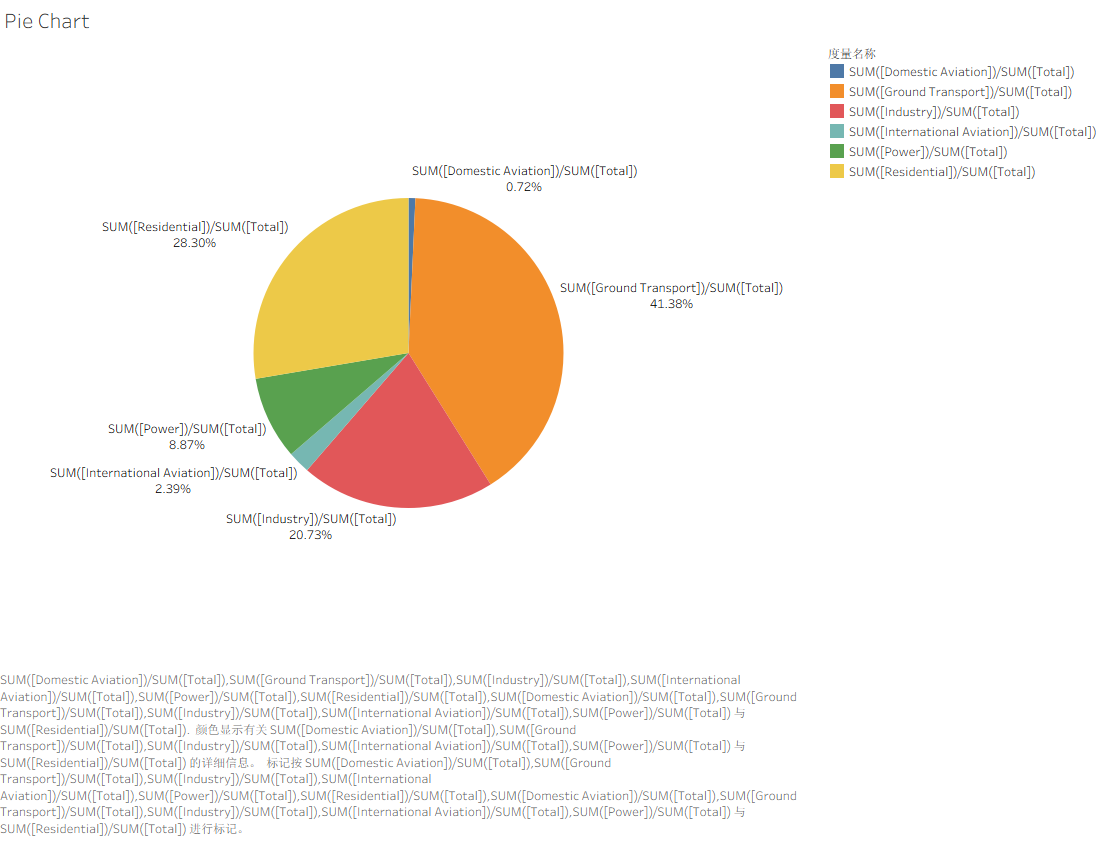 Pie Chart
度量名称
SUM([Domestic Aviation])/SUM([Total])
SUM([Ground Transport])/SUM([Total])
SUM([Industry])/SUM([Total])
SUM([International Aviation])/SUM([Total])
SUM([Power])/SUM([Total])
SUM([Residential])/SUM([Total])
SUM([Domestic Aviation])/SUM([Total])
0.72%
SUM([Residential])/SUM([Total])
28.30%
SUM([Ground Transport])/SUM([Total])
41.38%
SUM([Power])/SUM([Total])
8.87%
SUM([International Aviation])/SUM([Total])
2.39%
SUM([Industry])/SUM([Total])
20.73%
SUM([Domestic Aviation])/SUM([Total]),SUM([Ground Transport])/SUM([Total]),SUM([Industry])/SUM([Total]),SUM([International
Aviation])/SUM([Total]),SUM([Power])/SUM([Total]),SUM([Residential])/SUM([Total]),SUM([Domestic Aviation])/SUM([Total]),SUM([Ground
Transport])/SUM([Total]),SUM([Industry])/SUM([Total]),SUM([International Aviation])/SUM([Total]),SUM([Power])/SUM([Total]) 与
SUM([Residential])/SUM([Total]). 颜色显示有关 SUM([Domestic Aviation])/SUM([Total]),SUM([Ground
Transport])/SUM([Total]),SUM([Industry])/SUM([Total]),SUM([International Aviation])/SUM([Total]),SUM([Power])/SUM([Total]) 与
SUM([Residential])/SUM([Total]) 的详细信息。 标记按 SUM([Domestic Aviation])/SUM([Total]),SUM([Ground
Transport])/SUM([Total]),SUM([Industry])/SUM([Total]),SUM([International
Aviation])/SUM([Total]),SUM([Power])/SUM([Total]),SUM([Residential])/SUM([Total]),SUM([Domestic Aviation])/SUM([Total]),SUM([Ground
Transport])/SUM([Total]),SUM([Industry])/SUM([Total]),SUM([International Aviation])/SUM([Total]),SUM([Power])/SUM([Total]) 与
SUM([Residential])/SUM([Total]) 进行标记。